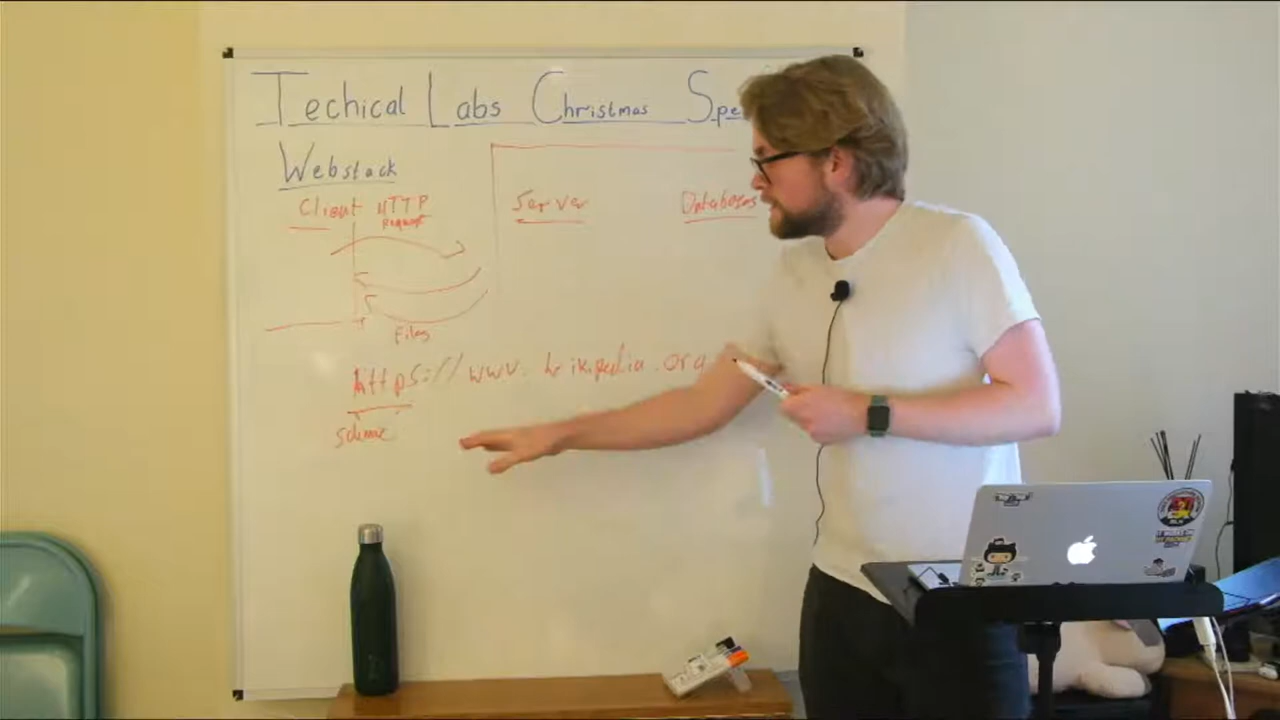 Techical Labs Christmas Spe
Webstack
Client HTTP Request
Server
Databases
Files
https://www.wikipedia.org
scheme